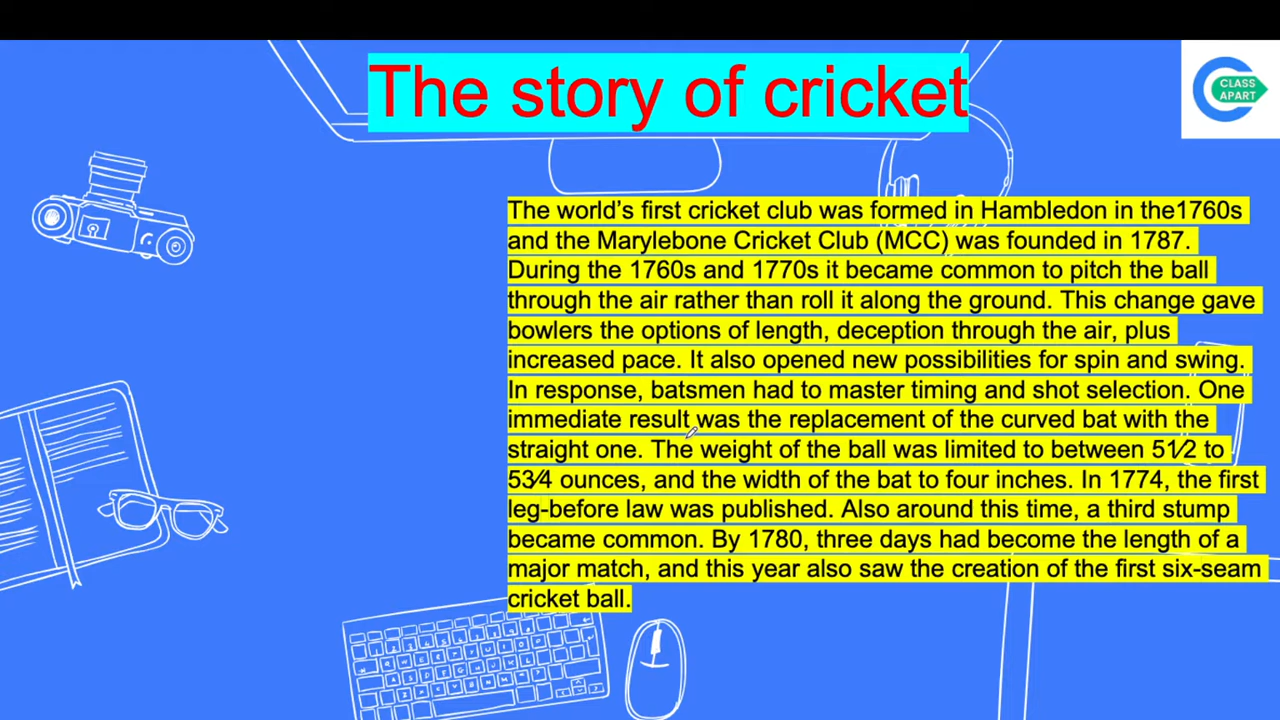 The story of cricket
CLASS
APART
The world’s first cricket club was formed in Hambledon in the1760s
and the Marylebone Cricket Club (MCC) was founded in 1787.
During the 1760s and 1770s it became common to pitch the ball
through the air rather than roll it along the ground. This change gave
bowlers the options of length, deception through the air, plus
increased pace. It also opened new possibilities for spin and swing.
In response, batsmen had to master timing and shot selection. One
immediate result was the replacement of the curved bat with the
straight one. The weight of the ball was limited to between 51⁄2 to
53⁄4 ounces, and the width of the bat to four inches. In 1774, the first
leg-before law was published. Also around this time, a third stump
became common. By 1780, three days had become the length of a
major match, and this year also saw the creation of the first six-seam
cricket ball.